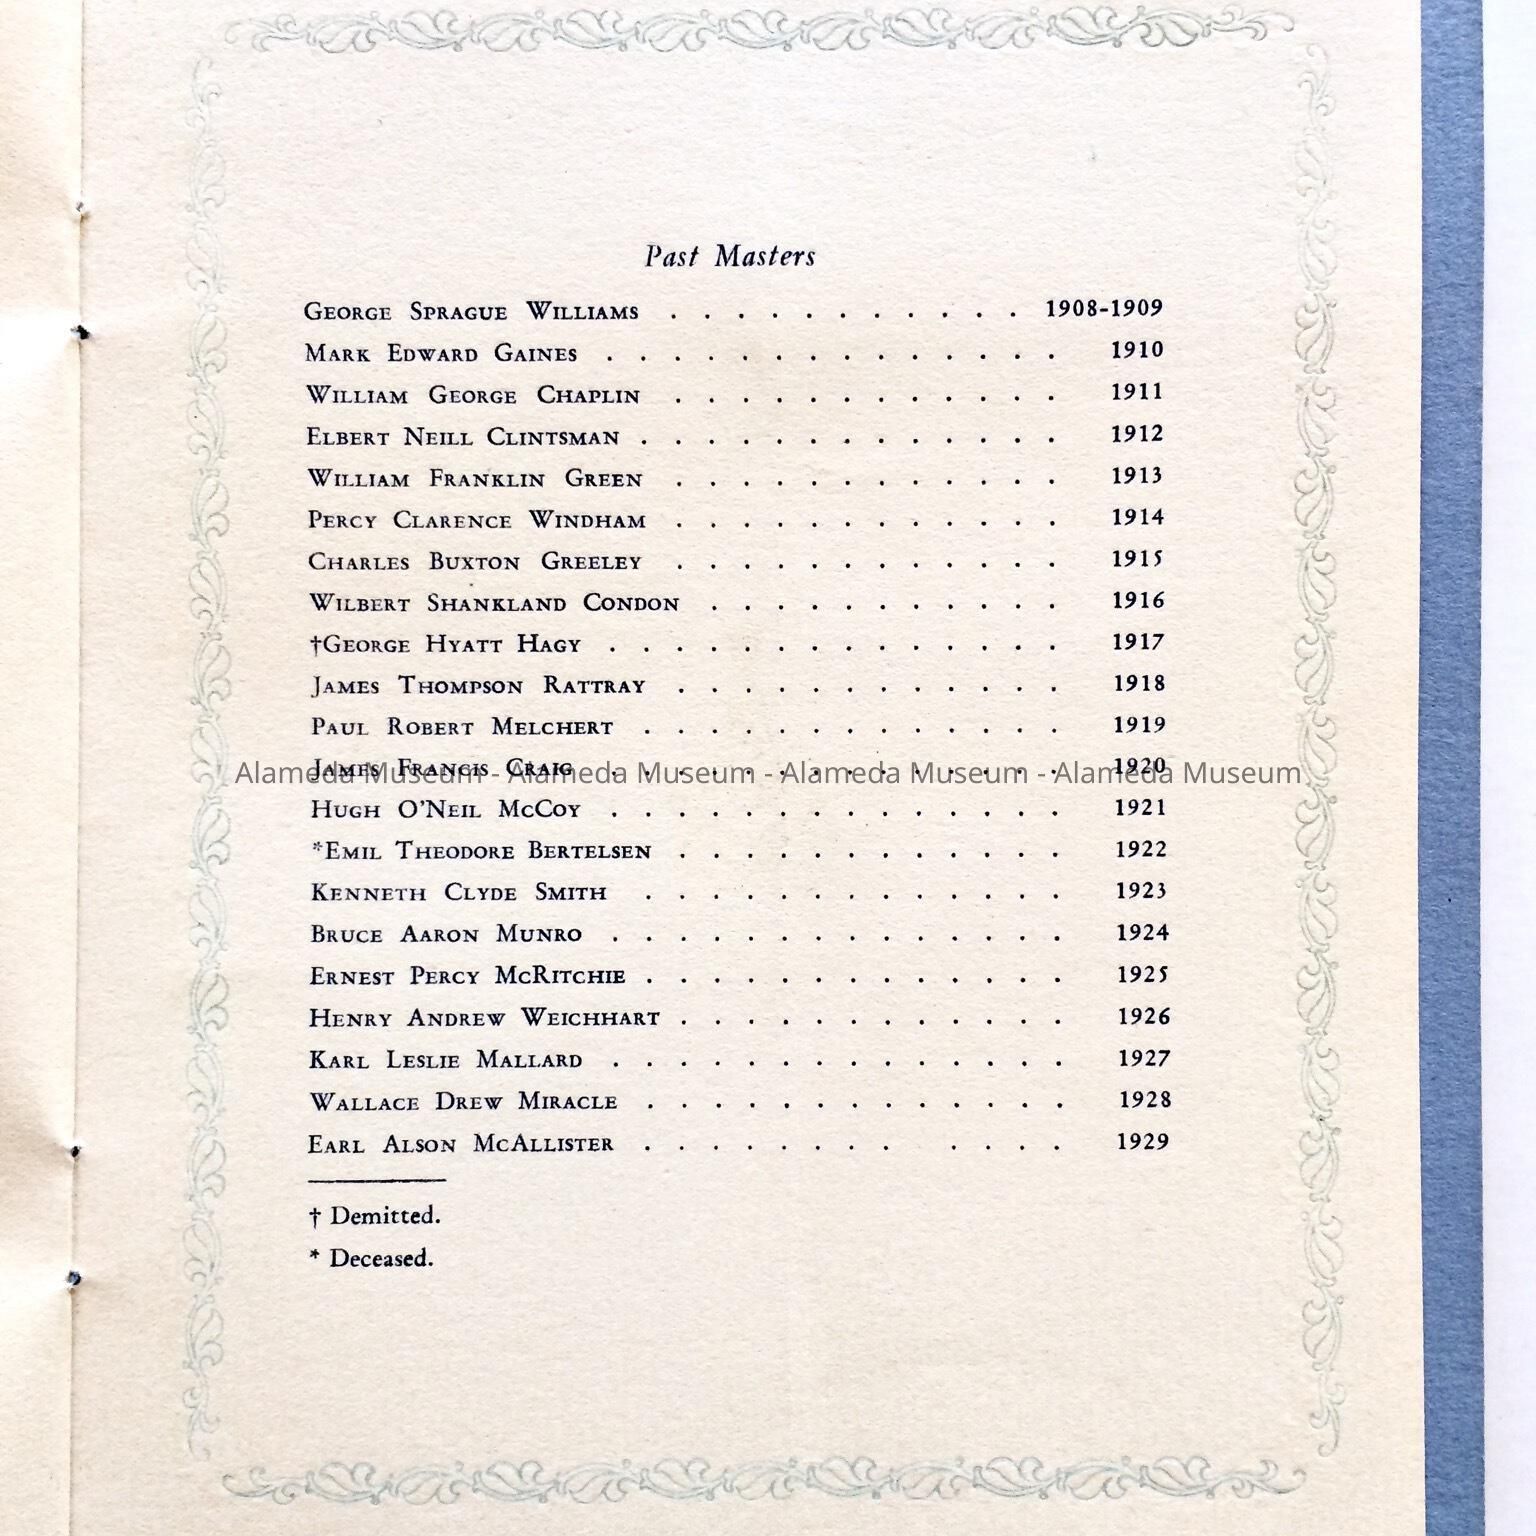 Past Masters
George Sprague Williams . . . . . . . . . . . 1908-1909
Mark Edward Gaines . . . . . . . . . . . . . . 1910
William George Chaplin . . . . . . . . . . . . 1911
Elbert Neill Clintsman . . . . . . . . . . . . . 1912
William Franklin Green . . . . . . . . . . . . 1913
Percy Clarence Windham . . . . . . . . . . . . 1914
Charles Buxton Greeley . . . . . . . . . . . . 1915
Wilbert Shankland Condon . . . . . . . . . . . 1916
†George Hyatt Hagy . . . . . . . . . . . . . . 1917
James Thompson Rattray . . . . . . . . . . . . 1918
Paul Robert Melchert . . . . . . . . . . . . . 1919
James Francis Craig . . . . . . . . . . . . . . 1920
Alameda Museum - Alameda Museum - Alameda Museum - Alameda Museum
Hugh O'Neil McCoy . . . . . . . . . . . . . . 1921
*Emil Theodore Bertelsen . . . . . . . . . . . . 1922
Kenneth Clyde Smith . . . . . . . . . . . . . 1923
Bruce Aaron Munro . . . . . . . . . . . . . . 1924
Ernest Percy McRitchie . . . . . . . . . . . . . 1925
Henry Andrew Weichhart . . . . . . . . . . . . 1926
Karl Leslie Mallard . . . . . . . . . . . . . . 1927
Wallace Drew Miracle . . . . . . . . . . . . . 1928
Earl Alson McAllister . . . . . . . . . . . . 1929
† Demitted.
* Deceased.